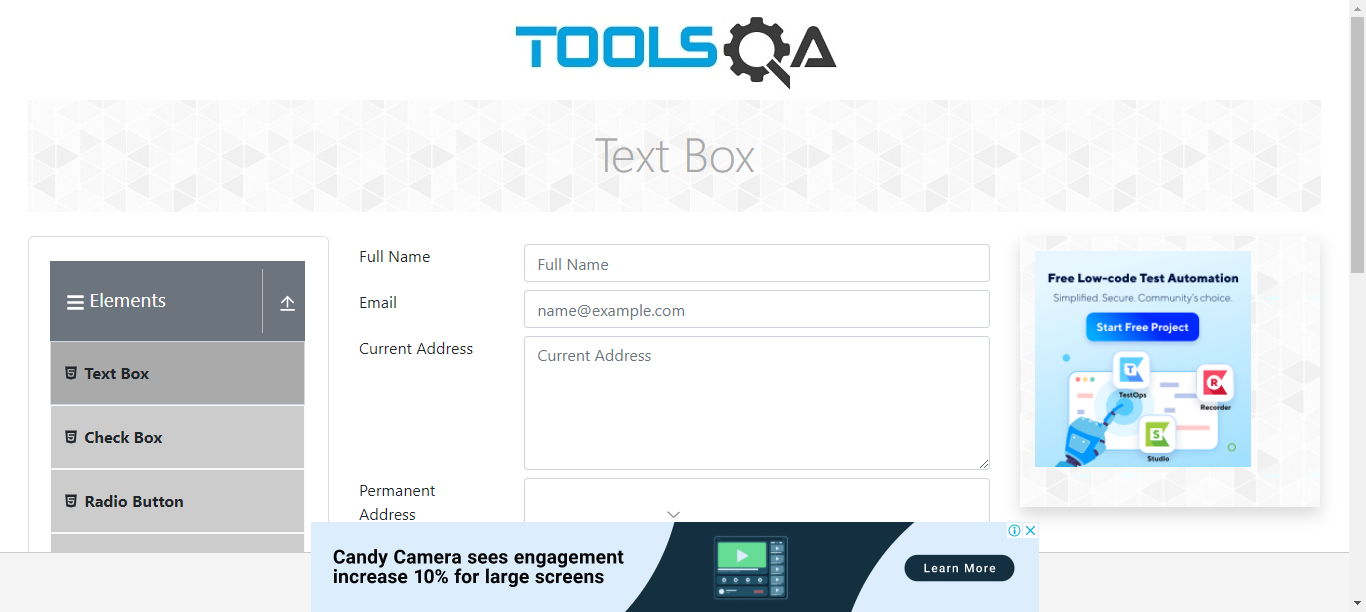 TOOLSQA
Text Box
Elements
Text Box
Check Box
Radio Button
Full Name
Full Name
Email
name@example.com
Current Address
Current Address
Permanent
Address
Free Low-code Test Automation
Simplified. Secure. Community's choice.
Start Free Project
TestOps
Recorder
Studio
T
R
S
Candy Camera sees engagement
increase 10% for large screens
Learn More